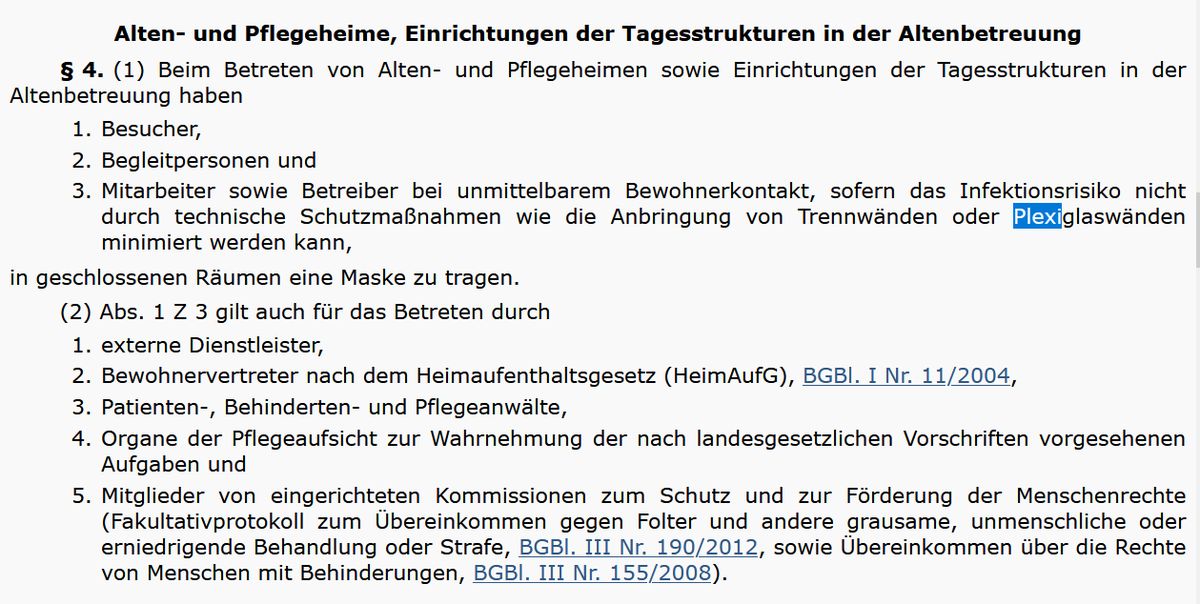 Alten- und Pflegeheime, Einrichtungen der Tagesstrukturen in der Altenbetreuung
§ 4. (1) Beim Betreten von Alten- und Pflegeheimen sowie Einrichtungen der Tagesstrukturen in der
Altenbetreuung haben
1. Besucher,
2. Begleitpersonen und
3. Mitarbeiter sowie Betreiber bei unmittelbarem Bewohnerkontakt, sofern das Infektionsrisiko nicht
durch technische Schutzmaßnahmen wie die Anbringung von Trennwänden oder Plexiglaswänden
minimiert werden kann,
in geschlossenen Räumen eine Maske zu tragen.
(2) Abs. 1 Z 3 gilt auch für das Betreten durch
1. externe Dienstleister,
2. Bewohnervertreter nach dem Heimaufenthaltsgesetz (HeimAufG), BGBl. I Nr. 11/2004,
3. Patienten-, Behinderten- und Pflegeanwälte,
4. Organe der Pflegeaufsicht zur Wahrnehmung der nach landesgesetzlichen Vorschriften vorgesehenen
Aufgaben und
5. Mitglieder von eingerichteten Kommissionen zum Schutz und zur Förderung der Menschenrechte
(Fakultativprotokoll zum Übereinkommen gegen Folter und andere grausame, unmenschliche oder
erniedrigende Behandlung oder Strafe, BGBl. III Nr. 190/2012, sowie Übereinkommen über die Rechte
von Menschen mit Behinderungen, BGBl. III Nr. 155/2008).